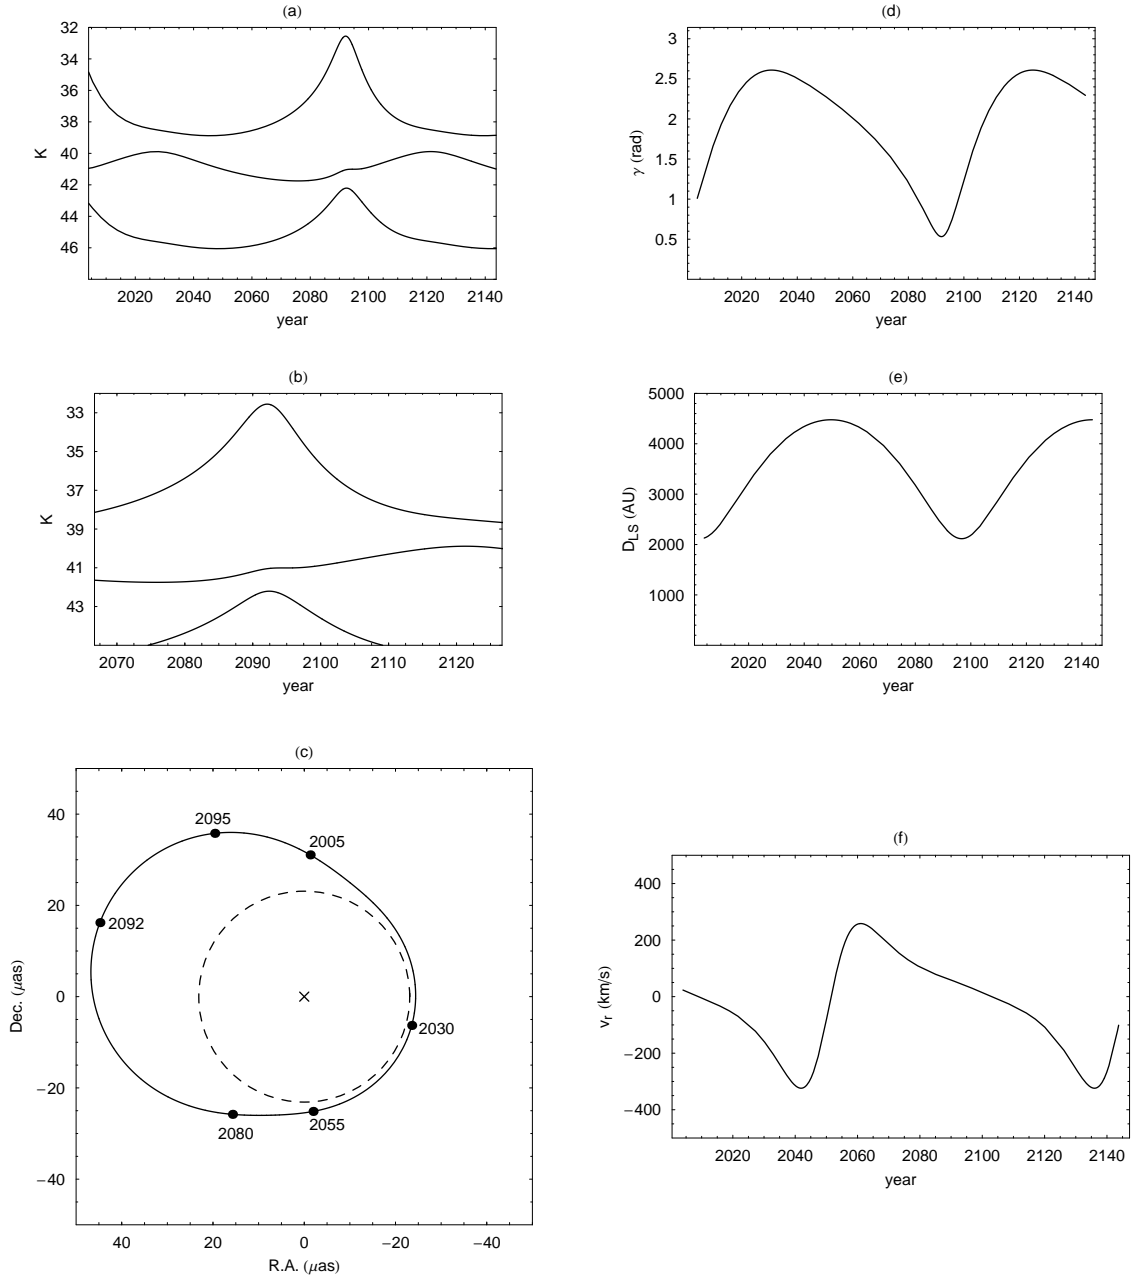 (a)
32
34
36
38
40
42
44
46
K
2020 2040 2060 2080 2100 2120 2140
year
(d)
3
2.5
2
1.5
1
0.5
γ (rad)
2020 2040 2060 2080 2100 2120 2140
year
(b)
33
35
37
39
41
43
K
2070 2080 2090 2100 2110 2120
year
(e)
5000
4000
3000
2000
1000
D_LS (AU)
2020 2040 2060 2080 2100 2120 2140
year
(c)
40
20
0
−20
−40
Dec. (μas)
2095
2005
2092
2030
2055
2080
40 20 0 −20 −40
R.A. (μas)
(f)
400
200
0
−200
−400
v_r (km/s)
2020 2040 2060 2080 2100 2120 2140
year